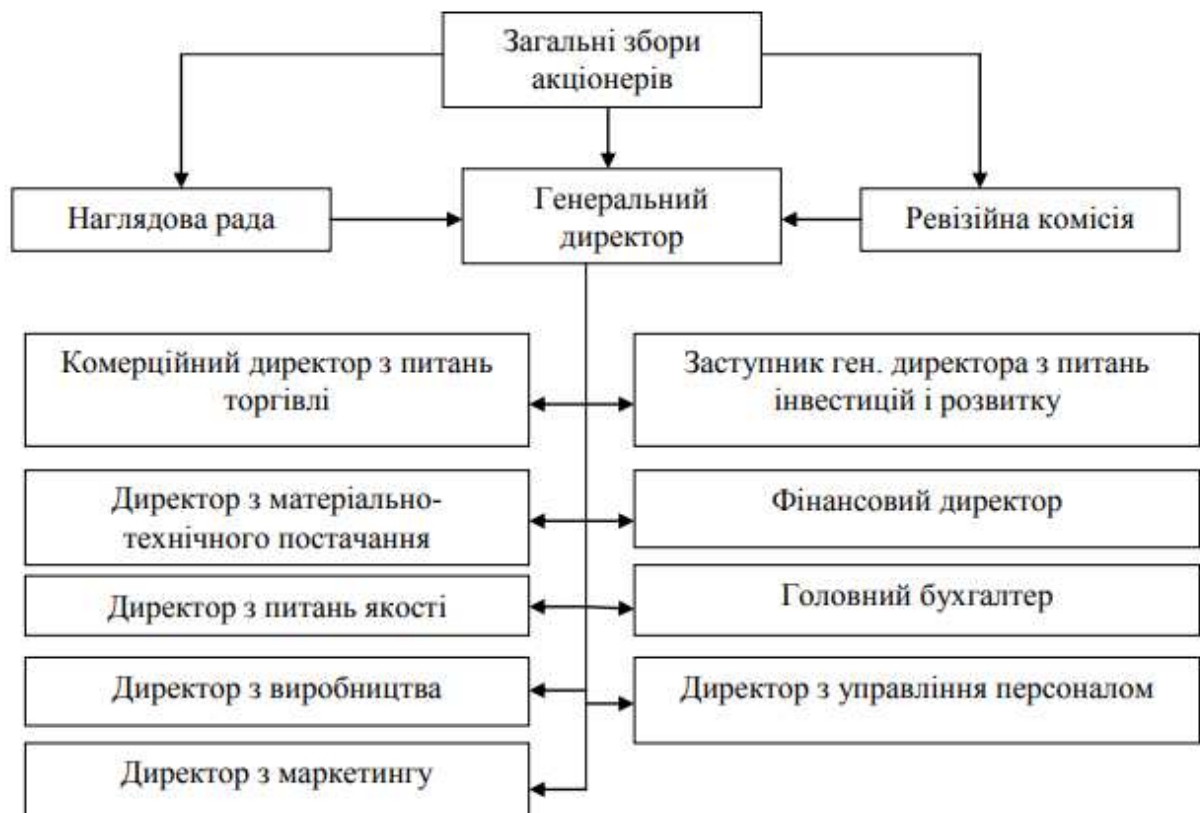 Загальні збори
акціонерів
Наглядова рада
Генеральний
директор
Ревізійна комісія
Комерційний директор з питань
торгівлі
Заступник ген. директора з питань
інвестицій і розвитку
Директор з матеріально-
технічного постачання
Фінансовий директор
Директор з питань якості
Головний бухгалтер
Директор з виробництва
Директор з управління персоналом
Директор з маркетингу